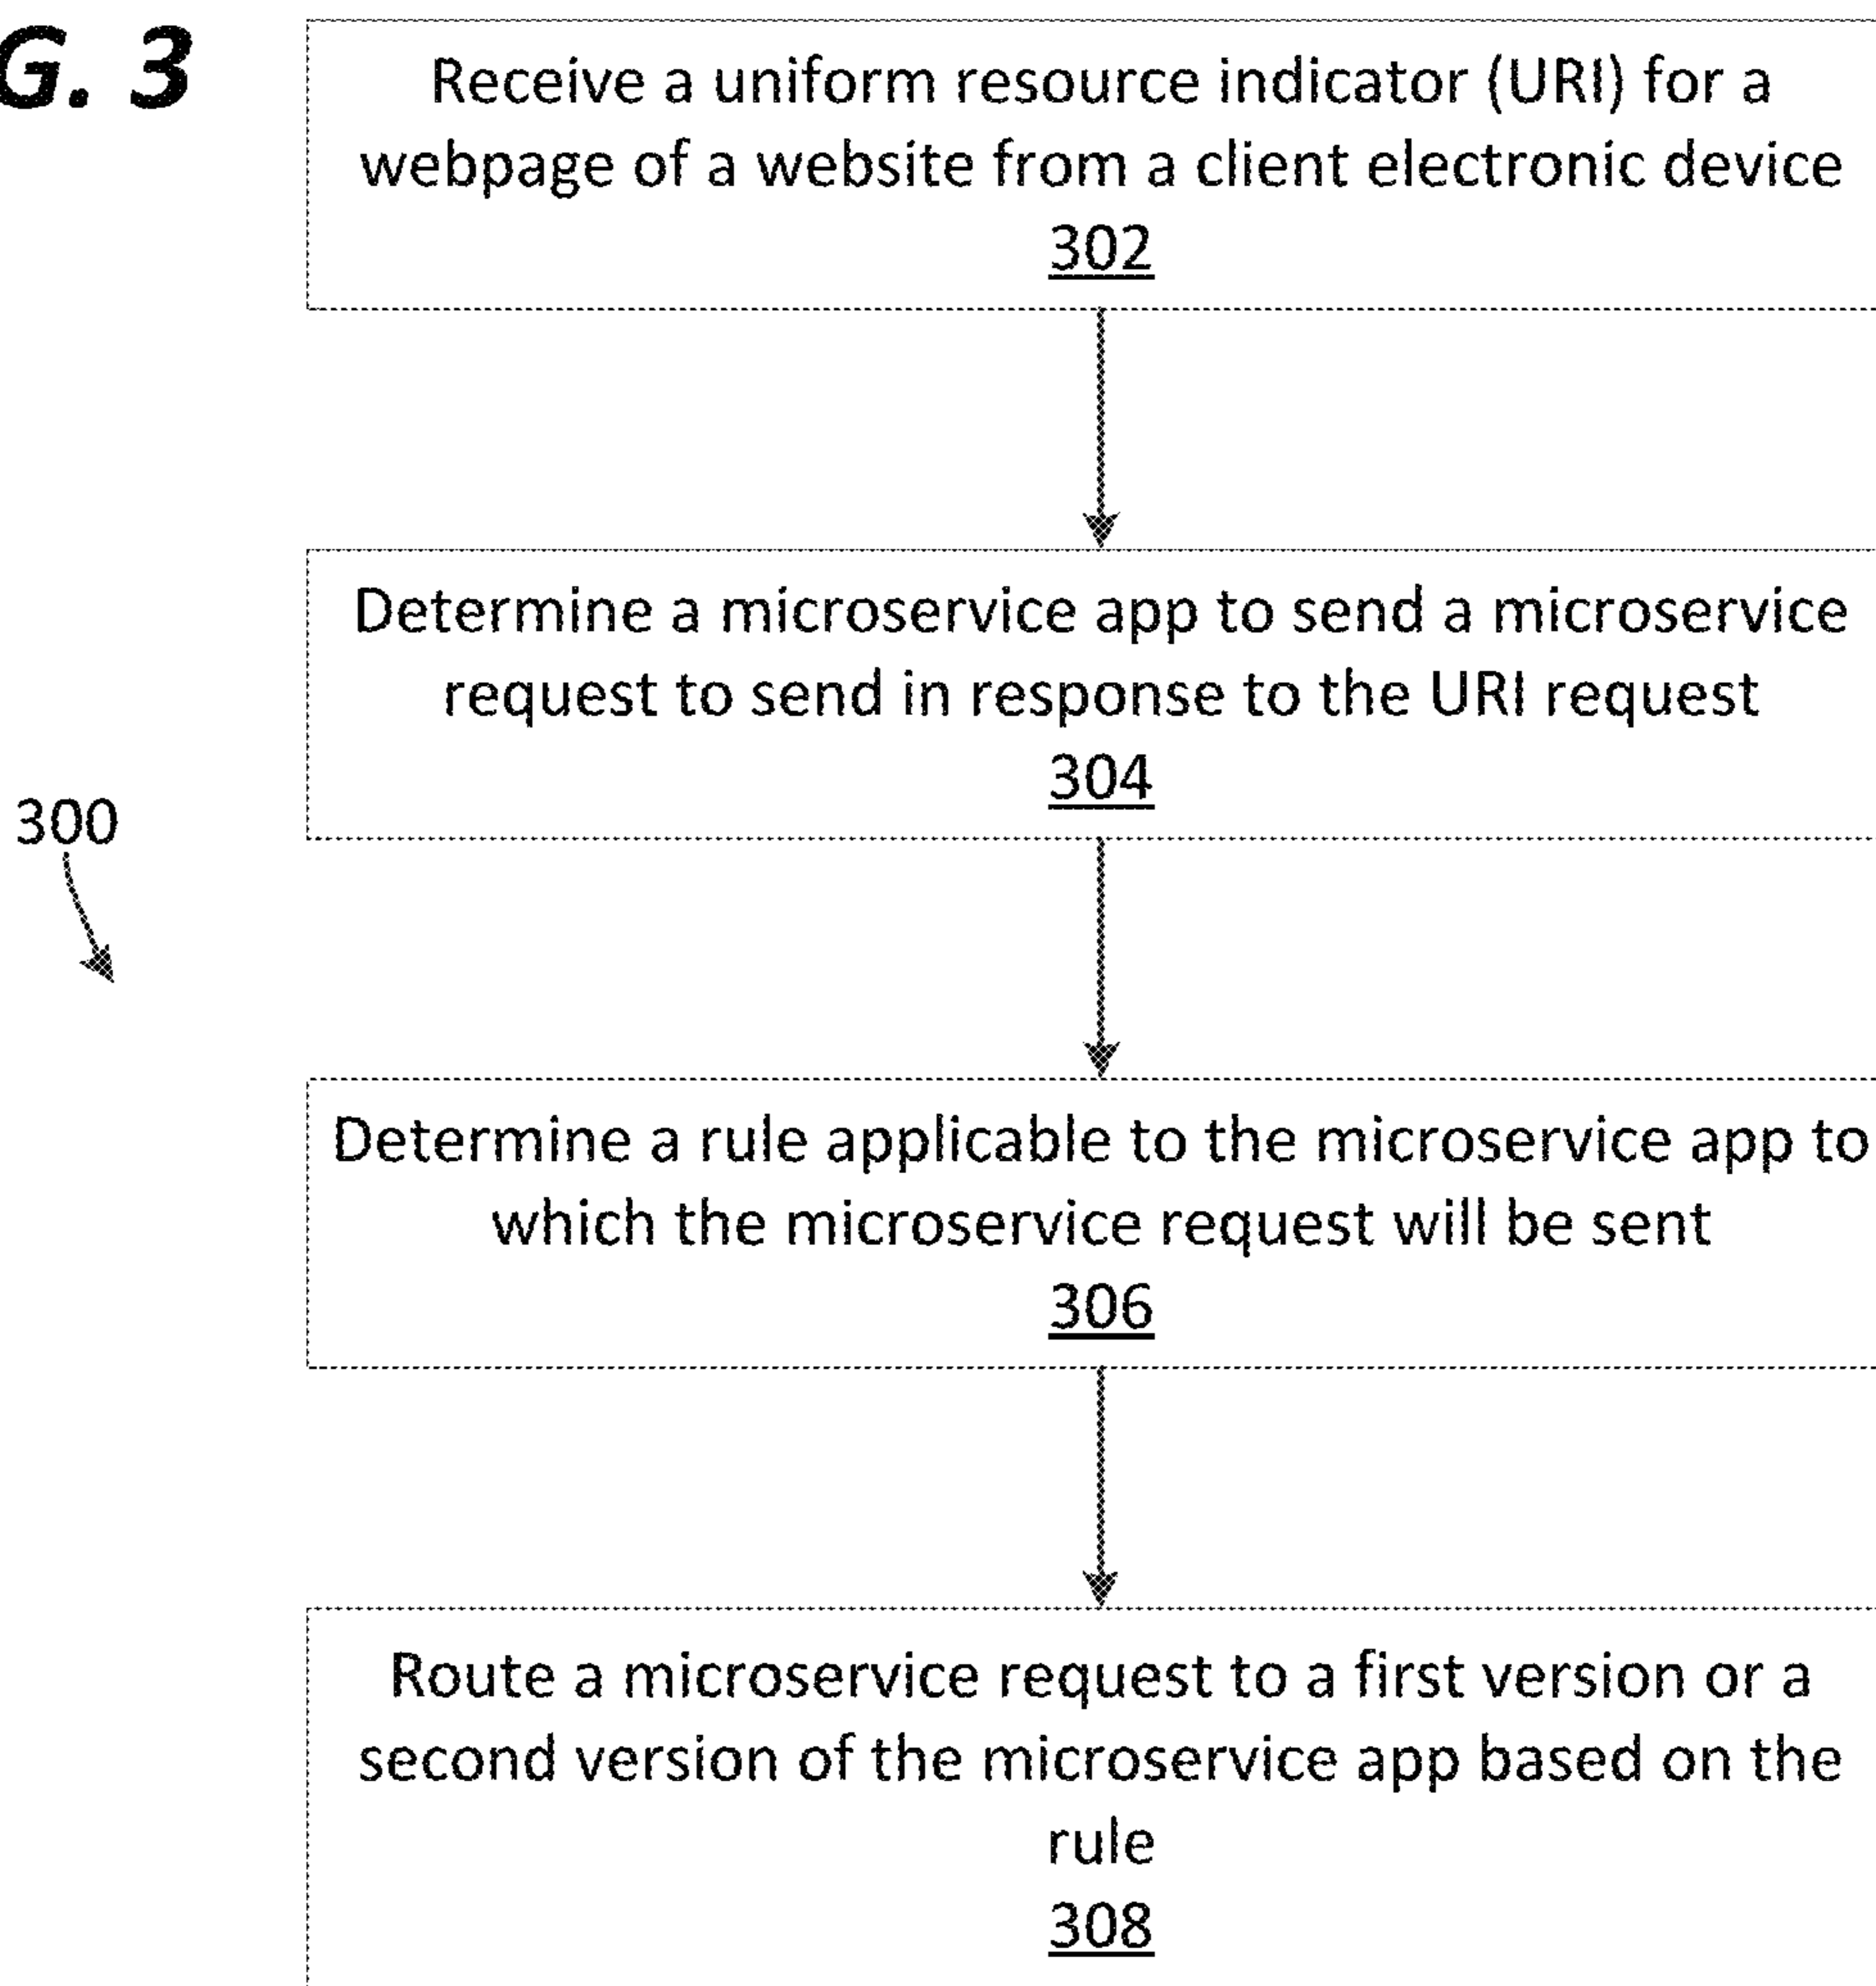 G. 3
Receive a uniform resource indicator (URI) for a
webpage of a website from a client electronic device
302
Determine a microservice app to send a microservice
request to send in response to the URI request
304
300
Determine a rule applicable to the microservice app to
which the microservice request will be sent
306
Route a microservice request to a first version or a
second version of the microservice app based on the
rule
308